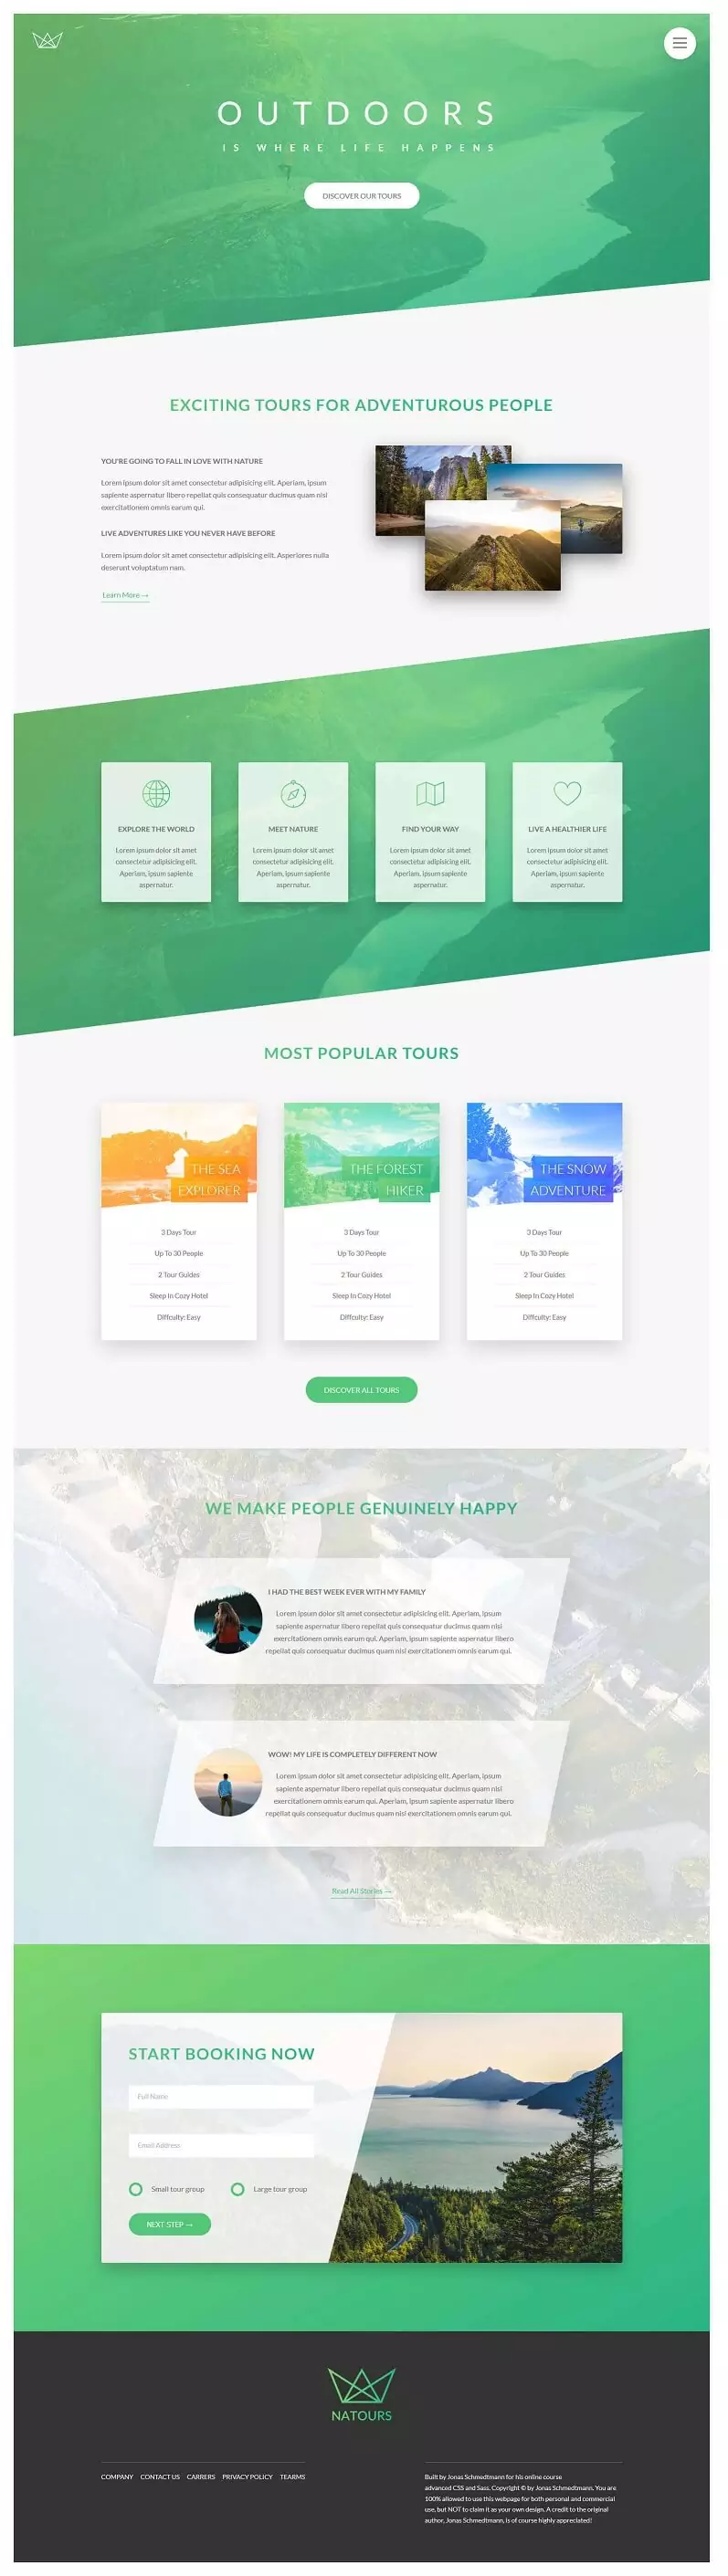 OUTDOORS
IS WHERE LIFE HAPPENS
DISCOVER OUR TOURS
EXCITING TOURS FOR ADVENTUROUS PEOPLE
YOU'RE GOING TO FALL IN LOVE WITH NATURE
Lorem ipsum dolor sit amet consectetur adipisicing elit. Aperiam, ipsum
sapiente aspernatur libero repellat quis consequatur ducimus quam nisi
exercitationem omnis earum qui.
LIVE ADVENTURES LIKE YOU NEVER HAVE BEFORE
Lorem ipsum dolor sit amet consectetur adipisicing elit. Asperiores nulla
deserunt voluptatum nam.
Learn More →
EXPLORE THE WORLD
Lorem ipsum dolor sit amet
consectetur adipisicing elit.
Aperiam, ipsum sapiente
aspernatur.
MEET NATURE
Lorem ipsum dolor sit amet
consectetur adipisicing elit.
Aperiam, ipsum sapiente
aspernatur.
FIND YOUR WAY
Lorem ipsum dolor sit amet
consectetur adipisicing elit.
Aperiam, ipsum sapiente
aspernatur.
LIVE A HEALTHIER LIFE
Lorem ipsum dolor sit amet
consectetur adipisicing elit.
Aperiam, ipsum sapiente
aspernatur.
MOST POPULAR TOURS
THE SEA
EXPLORER
3 Days Tour
Up To 30 People
2 Tour Guides
Sleep In Cozy Hotel
Diffculty: Easy
THE FOREST
HIKER
3 Days Tour
Up To 30 People
2 Tour Guides
Sleep In Cozy Hotel
Diffculty: Easy
THE SNOW
ADVENTURE
3 Days Tour
Up To 30 People
2 Tour Guides
Sleep In Cozy Hotel
Diffculty: Easy
DISCOVER ALL TOURS
WE MAKE PEOPLE GENUINELY HAPPY
I HAD THE BEST WEEK EVER WITH MY FAMILY
Lorem ipsum dolor sit amet consectetur adipisicing elit. Aperiam, ipsum
sapiente aspernatur libero repellat quis consequatur ducimus quam nisi
exercitationem omnis earum qui. Aperiam, ipsum sapiente aspernatur libero
repellat quis consequatur ducimus quam nisi exercitationem omnis earum qui.
WOW! MY LIFE IS COMPLETELY DIFFERENT NOW
Lorem ipsum dolor sit amet consectetur adipisicing elit. Aperiam, ipsum
sapiente aspernatur libero repellat quis consequatur ducimus quam nisi
exercitationem omnis earum qui. Aperiam, ipsum sapiente aspernatur libero
repellat quis consequatur ducimus quam nisi exercitationem omnis earum qui.
Read All Stories →
START BOOKING NOW
Full Name
Email Address
Small tour group
Large tour group
NEXT STEP →
NATOURS
COMPANY CONTACT US CARRERS PRIVACY POLICY TEARMS
Built by Jonas Schmedtmann for his online course
advanced CSS and Sass. Copyright © by Jonas Schmedtmann. You are
100% allowed to use this webpage for both personal and commercial
use, but NOT to claim it as your own design. A credit to the original
author, Jonas Schmedtmann, is of course highly appreciated!